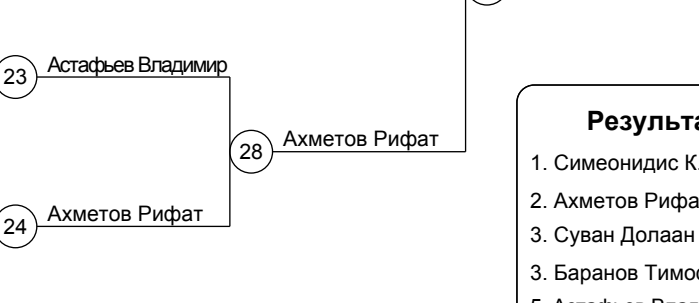 23 Астафьев Владимир
28 Ахметов Рифат
24 Ахметов Рифат
Результа
1. Симеонидис К.
2. Ахметов Рифа
3. Суван Долаан
3. Баранов Тимо